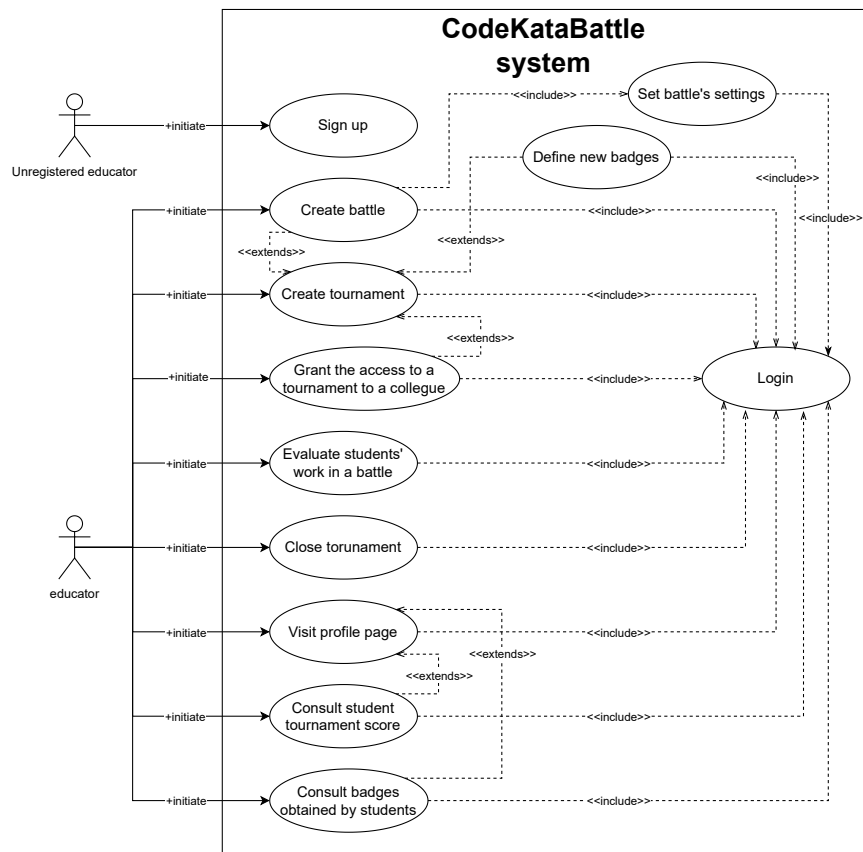 CodeKataBattle
system
<<include>>
Set battle's settings
+initiate
Sign up
Unregistered educator
Define new badges
<<include>>
+initiate
Create battle
<<include>>
<<include>>
<<extends>>
<<extends>>
+initiate
Create tournament
<<include>>
<<extends>>
+initiate
Grant the access to a
tournament to a collegue
<<include>>
Login
+initiate
Evaluate students'
work in a battle
<<include>>
+initiate
Close torunament
<<include>>
educator
+initiate
Visit profile page
<<include>>
<<extends>>
<<extends>>
+initiate
Consult student
tournament score
<<include>>
+initiate
Consult badges
obtained by students
<<include>>